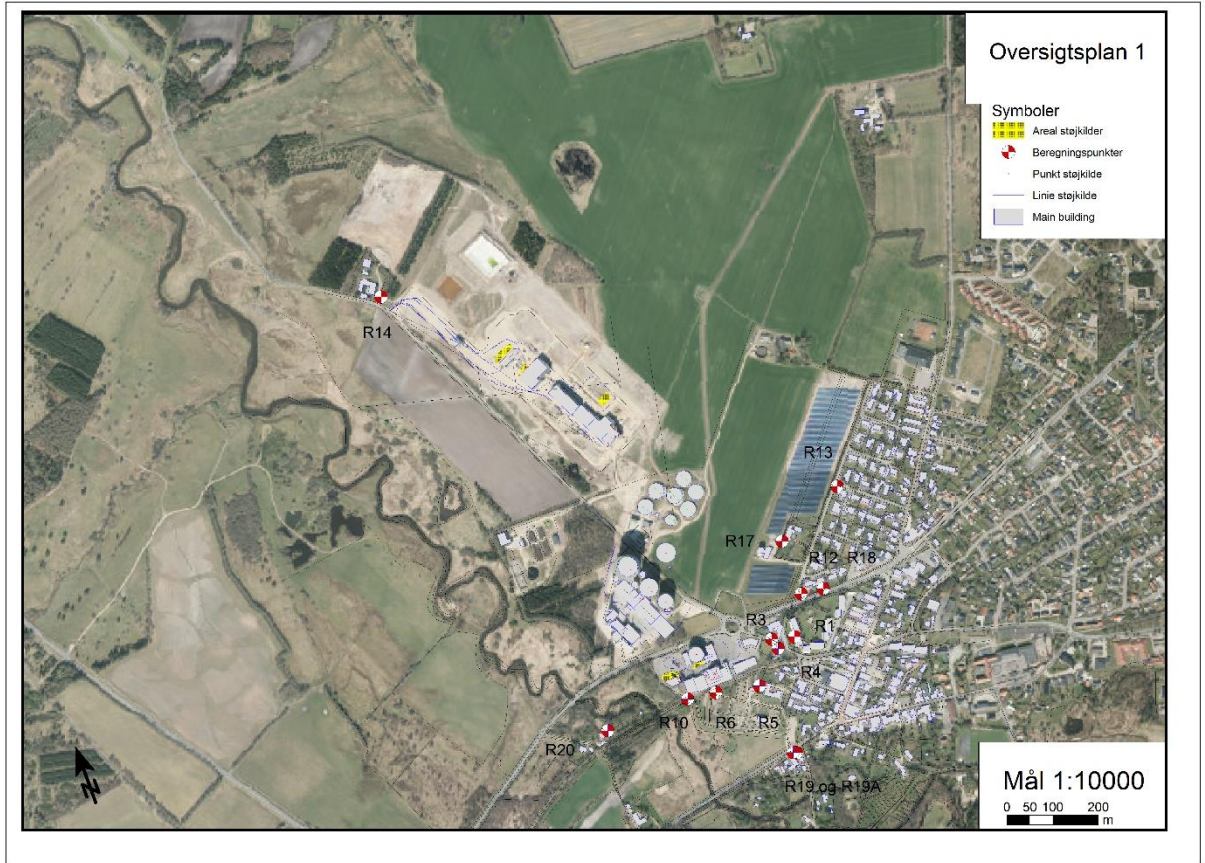 Oversigtsplan 1
Symboler
Areal støjkilder
Beregningspunkter
Punkt støjkilde
Linie støjkilde
Main building
R14
R13
R17
R12
R18
R3
R1
R4
R10
R6
R5
R20
R19 og R19A
N
Mål 1:10000
0 50 100 200
m